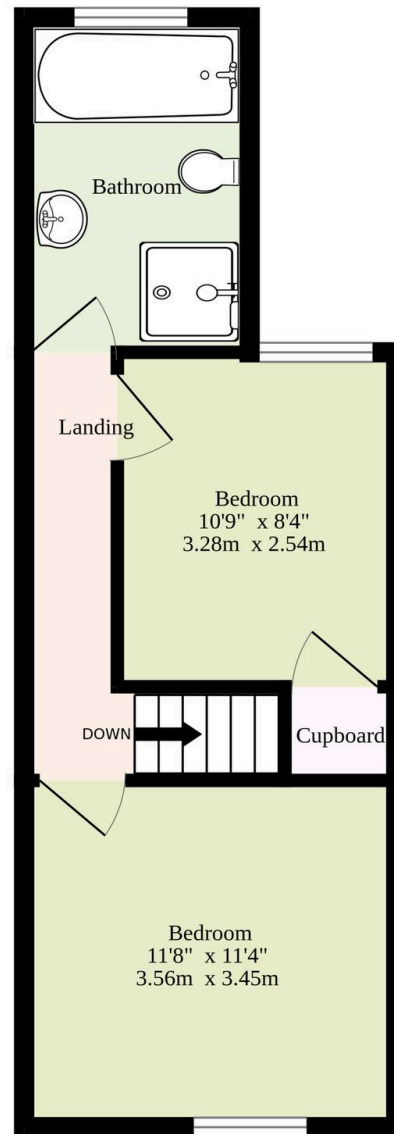 Bathroom
Landing
Bedroom
10'9"  x 8'4"
3.28m  x 2.54m
DOWN
Cupboard
Bedroom
11'8"  x 11'4"
3.56m  x 3.45m